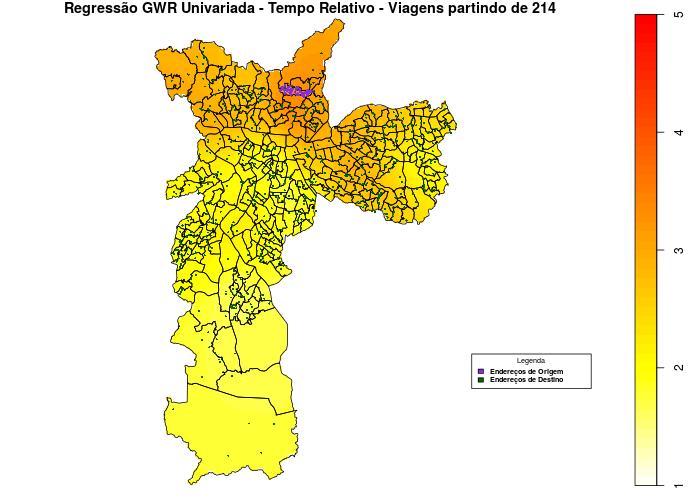 Regressão GWR Univariada - Tempo Relativo - Viagens partindo de 214
5
4
3
2
1
Legenda
Endereços de Origem
Endereços de Destino